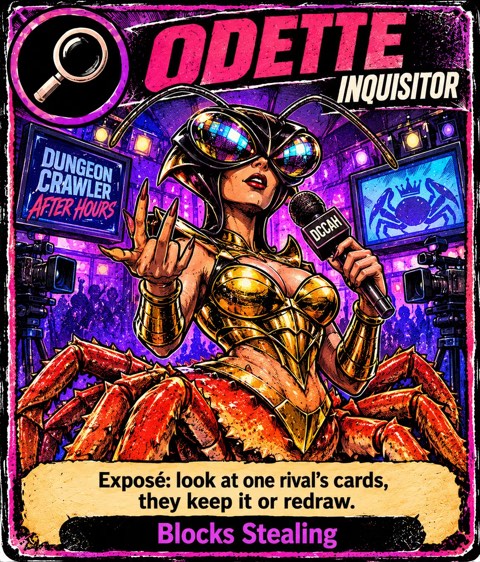 ODETTE
INQUISITOR
DUNGEON
CRAWLER
AFTER HOURS
DCCAH
Exposé: look at one rival's cards,
they keep it or redraw.
Blocks Stealing